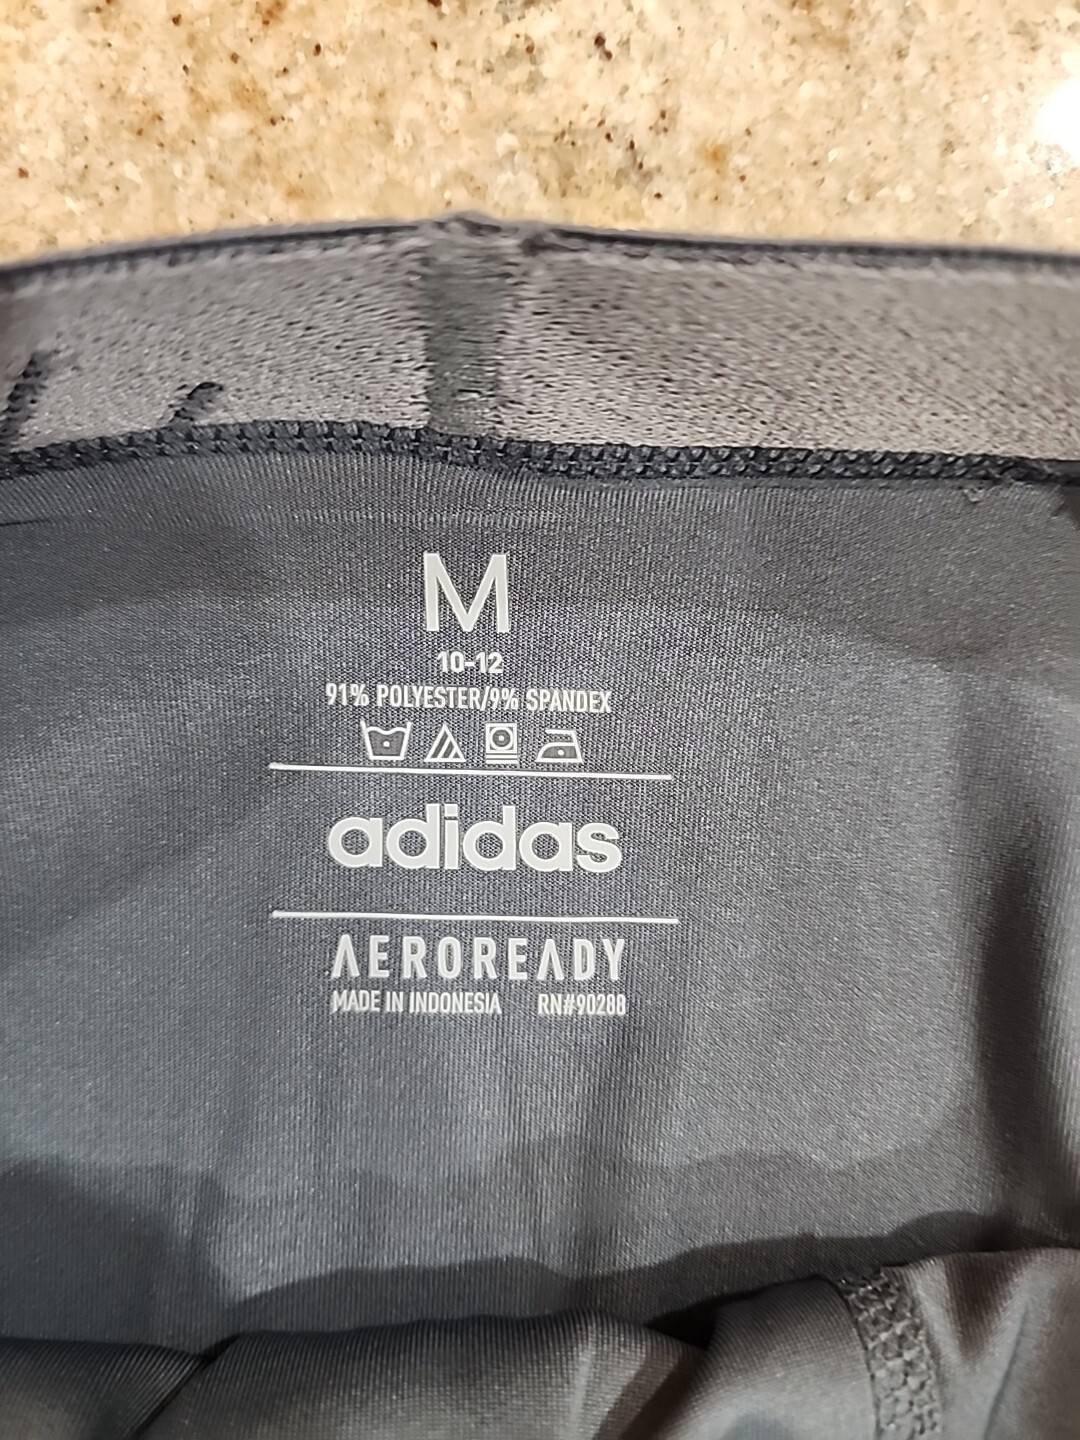 M
10-12
91% POLYESTER/9% SPANDEX
adidas
AEROREADY
MADE IN INDONESIA RN#90288